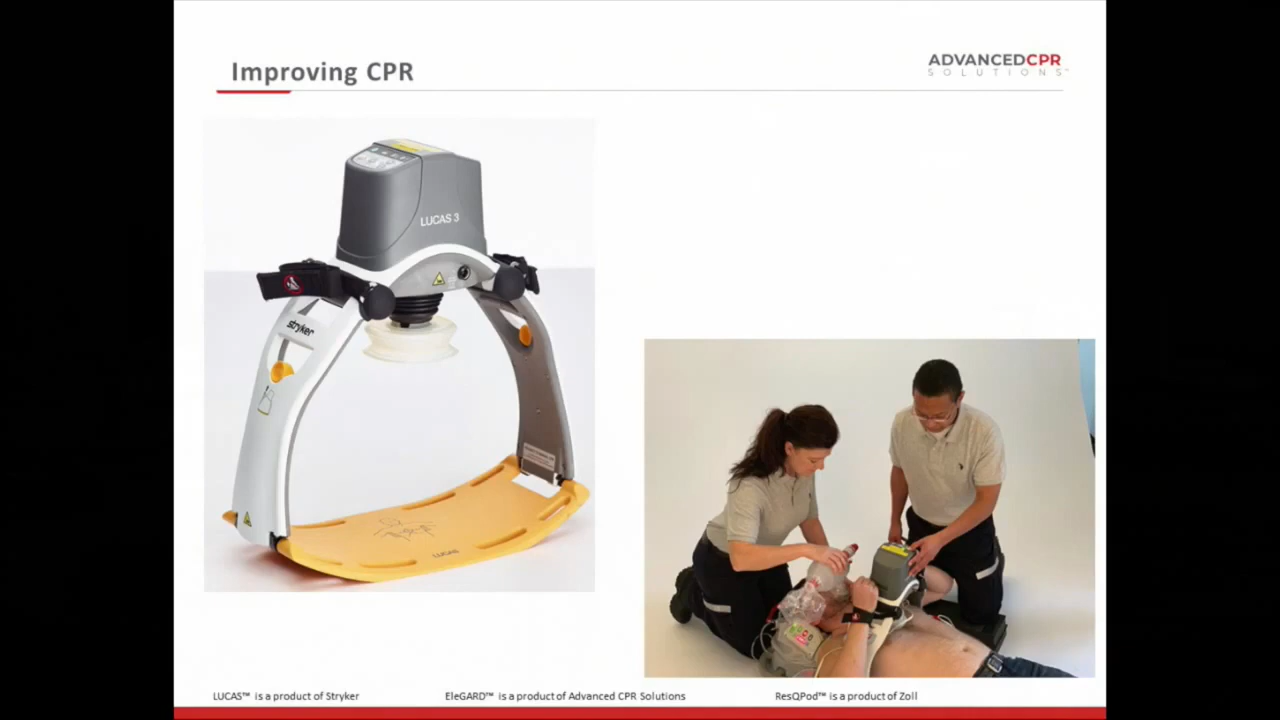 Improving CPR
ADVANCEDCPR
SOLUTIONS™
LUCAS 3
stryker
LUCAS
LUCAS™ is a product of Stryker
EleGARD™ is a product of Advanced CPR Solutions
ResQPod™ is a product of Zoll